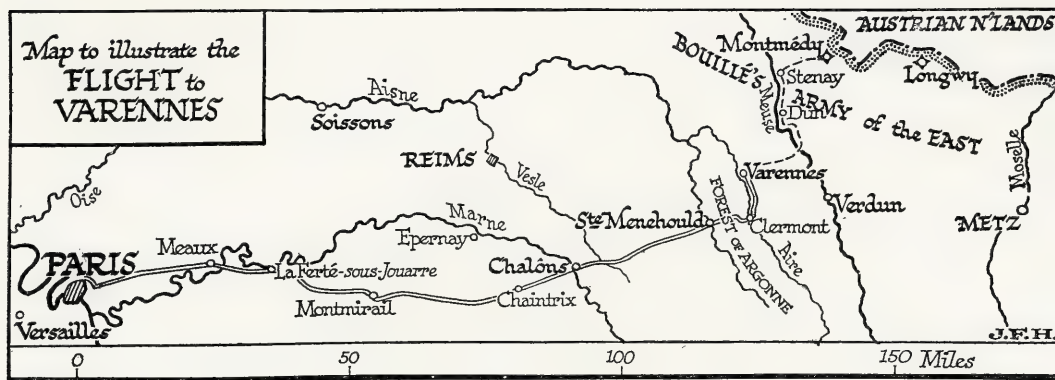 Map to illustrate the
FLIGHT to
VARENNES
AUSTRIAN N'LANDS
Montmédy
BOUILLÉ'S
Stenay
Longwy
Meuse
Dun
ARMY of the EAST
Aisne
Soissons
REIMS
Vesle
Varennes
Moselle
Oise
Marne
Epernay
Ste Menehould
FOREST OF ARGONNE
Clermont
Verdun
METZ
Aire
Meaux
PARIS
La Ferté-sous-Jouarre
Châlons
Chaintrix
Montmirail
Versailles
J.F.H.
0 50 100 150 Miles